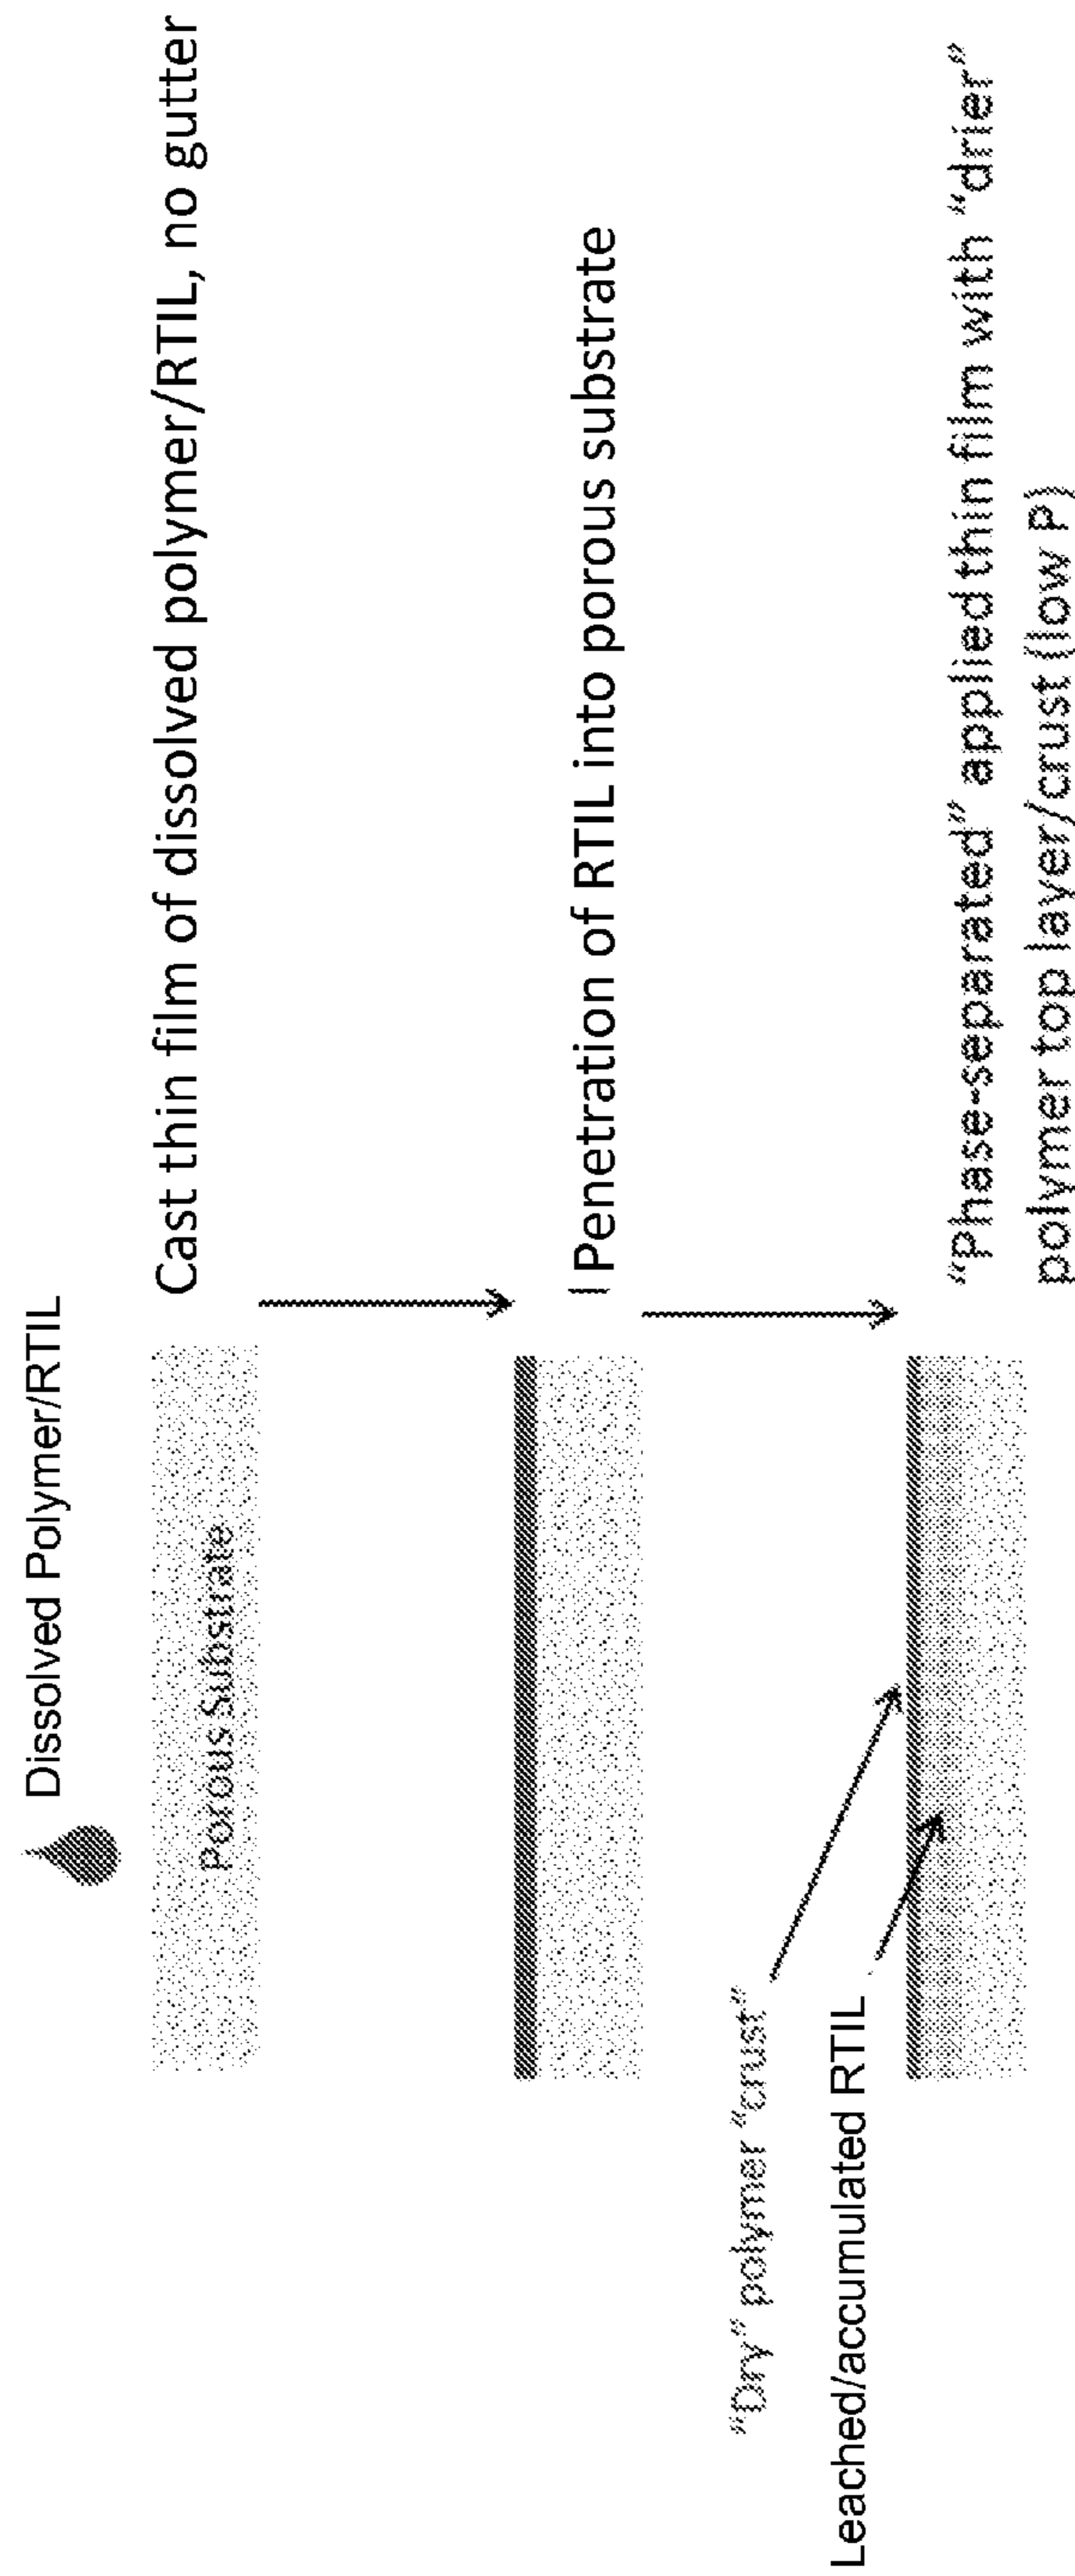 Dissolved Polymer/RTIL
Porous Substrate
Cast thin film of dissolved polymer/RTIL, no gutter
Penetration of RTIL into porous substrate
"Dry" polymer "crust"
Leached/accumulated RTIL
"Phase-separated" applied thin film with "drier"
polymer top layer/crust (low P)